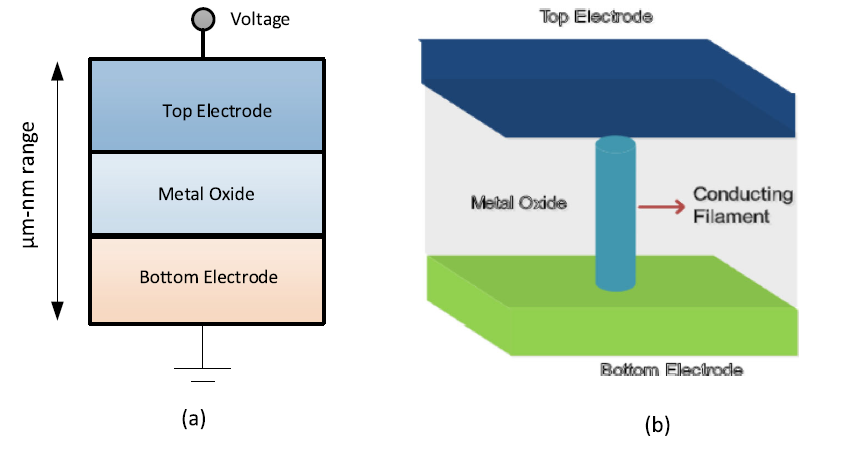 Voltage
Top Electrode
Metal Oxide
Bottom Electrode
µm-nm range
(a)
Top Electrode
Metal Oxide
Conducting
Filament
Bottom Electrode
(b)